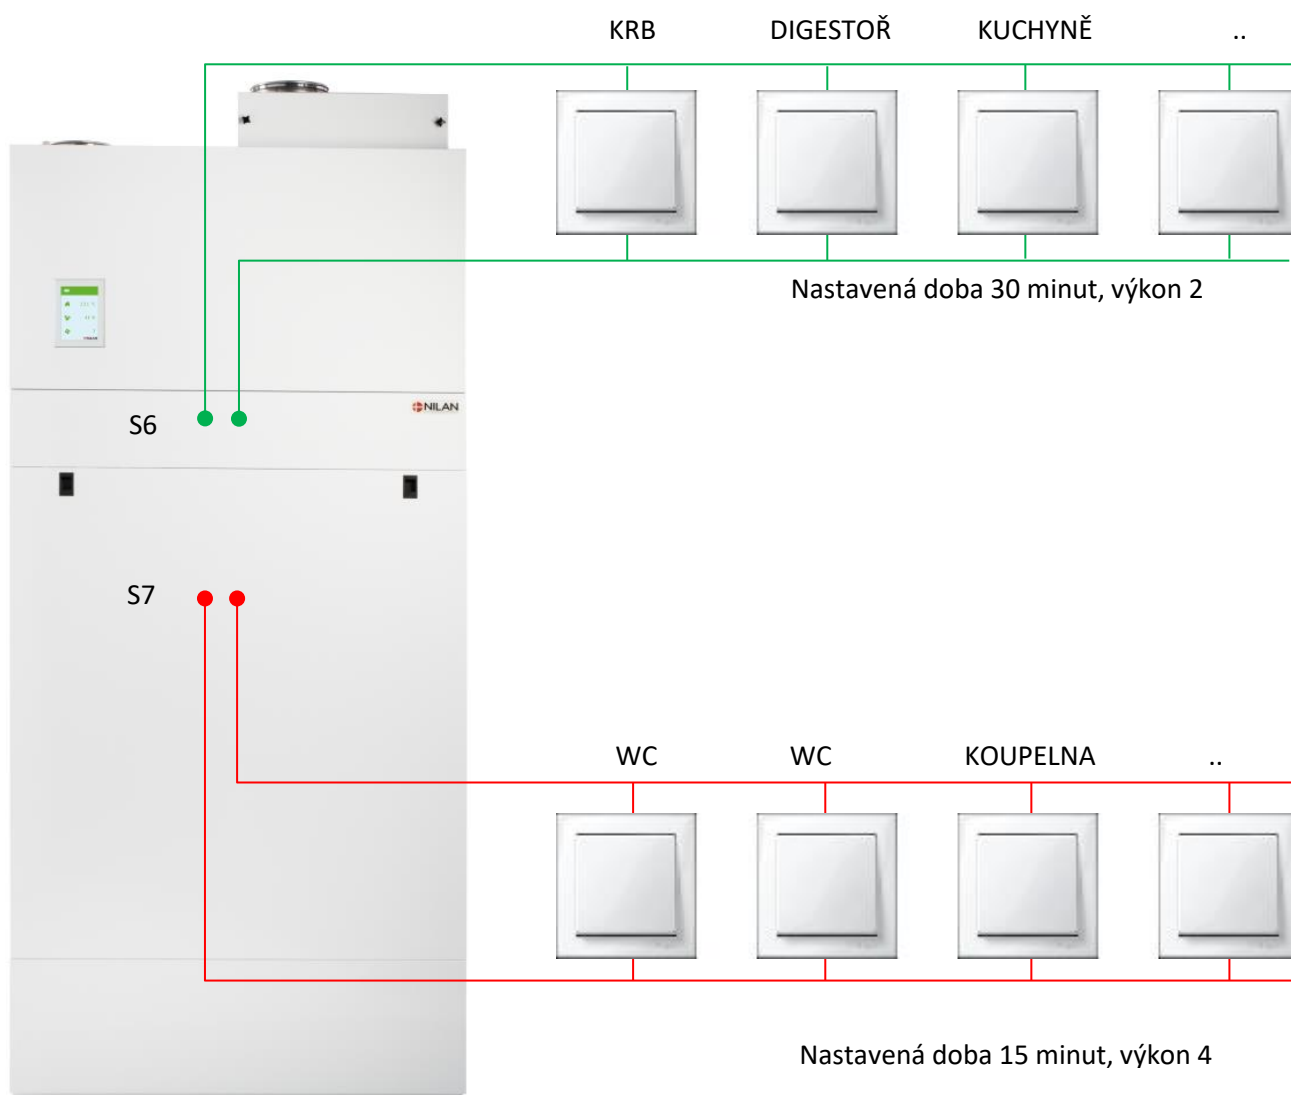 KRB DIGESTOŘ KUCHYNĚ ..
Nastavená doba 30 minut, výkon 2
NILAN
S6
S7
WC WC KOUPELNA ..
Nastavená doba 15 minut, výkon 4